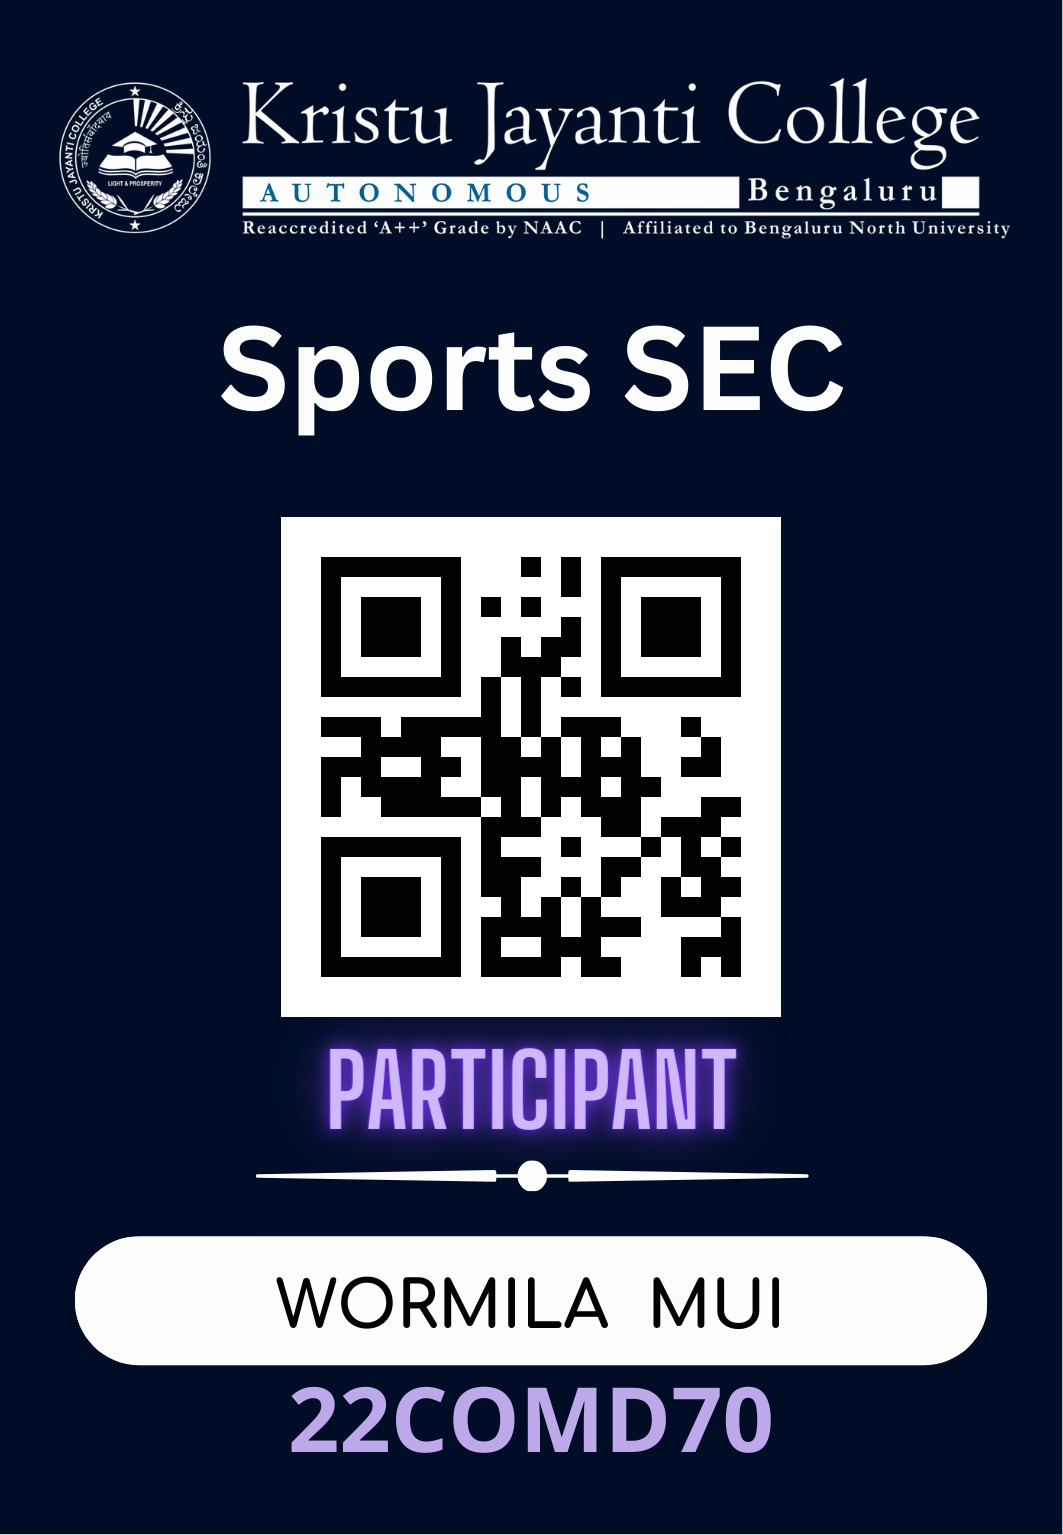 Kristu Jayanti College
AUTONOMOUS Bengaluru
Reaccredited ‘A++’ Grade by NAAC | Affiliated to Bengaluru North University
KRISTU JAYANTI COLLEGE
ಕ್ರಿಸ್ತು ಜಯಂತಿ ಕಾಲೇಜು
LIGHT & PROSPERITY
Sports SEC
PARTICIPANT
WORMILA MUI
22COMD70